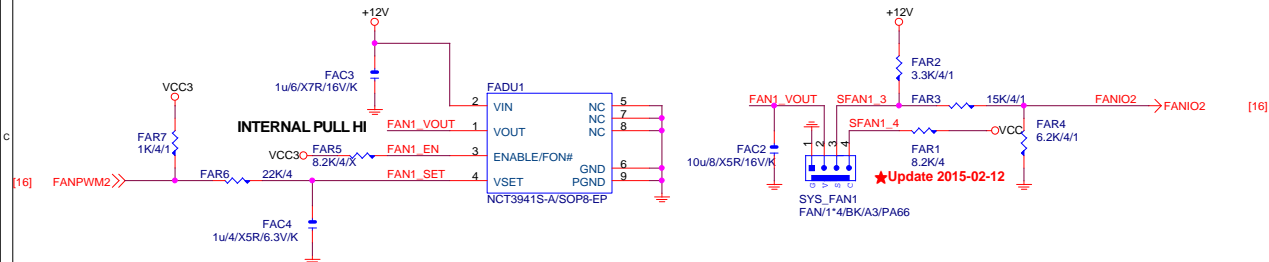 +12V
+12V
FAC3
1u/6/X7R/16V/K
FADU1
FAR2
3.3K/4/1
VCC3
2
VIN
NC
5
NC
7
NC
8
FAN1_VOUT
SFAN1_3
FAR3
15K/4/1
FANIO2
FANIO2
[16]
C
FAR7
1K/4/1
INTERNAL PULL HI
FAN1_VOUT
1
VOUT
SFAN1_4
VCC
FAR4
6.2K/4/1
VCC3
FAR5
8.2K/4/X
FAN1_EN
3
ENABLE/FON#
FAC2
10u/8/X5R/16V/K
1
2
3
4
FAR1
8.2K/4
GND
6
[16]
FANPWM2
FAR6
22K/4
FAN1_SET
4
VSET
PGND
9
★Update 2015-02-12
G
V
S
C
NCT3941S-A/SOP8-EP
SYS_FAN1
FAN/1*4/BK/A3/PA66
FAC4
1u/4/X5R/6.3V/K